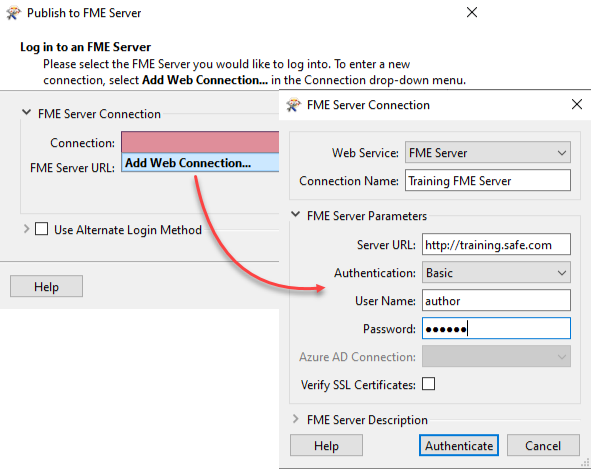 Publish to FME Server
Log in to an FME Server
Please select the FME Server you would like to log into. To enter a new
connection, select Add Web Connection... in the Connection drop-down menu.
FME Server Connection
Connection:
Add Web Connection...
FME Server URL:
Use Alternate Login Method
Help
FME Server Connection
Web Service: FME Server
Connection Name: Training FME Server
FME Server Parameters
Server URL: http://training.safe.com
Authentication: Basic
User Name: author
Password: ●●●●●●
Azure AD Connection:
Verify SSL Certificates:
FME Server Description
Help Authenticate Cancel